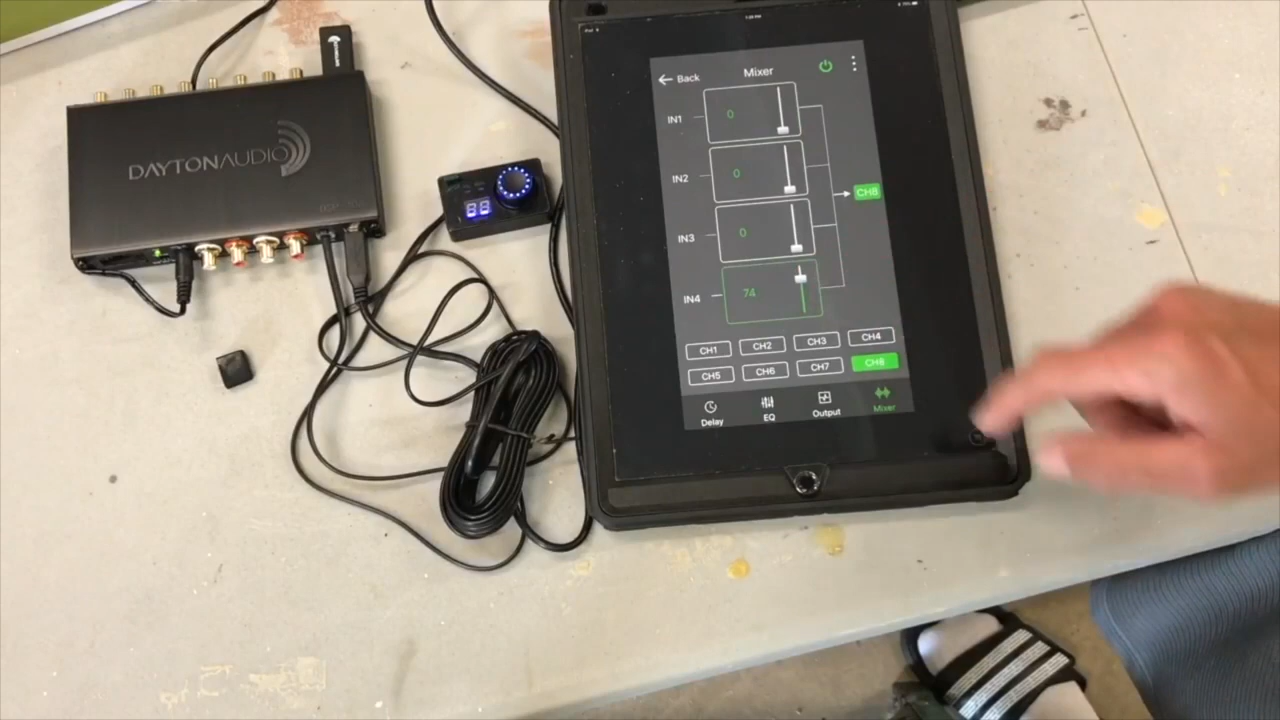 DAYTONAUDIO
88
Back
Mixer
IN1
0
IN2
0
IN3
0
IN4
74
CH8
CH1
CH2
CH3
CH4
CH5
CH6
CH7
CH8
Delay
EQ
Output
Mixer